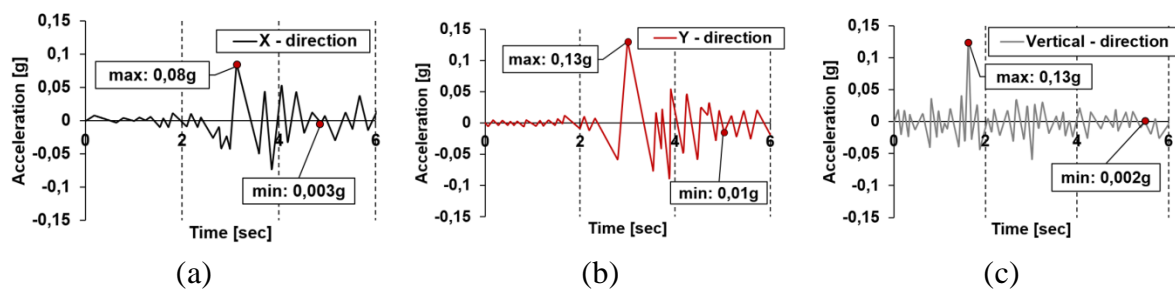 0,15
0,1
0,05
0
-0,05
-0,1
-0,15
Acceleration [g]
X - direction
max: 0,08g
min: 0,003g
0 2 4 6
Time [sec]
(a)
0,15
0,1
0,05
0
-0,05
-0,1
-0,15
Acceleration [g]
Y - direction
max: 0,13g
min: 0,01g
0 2 4 6
Time [sec]
(b)
0,15
0,1
0,05
0
-0,05
-0,1
-0,15
Acceleration [g]
Vertical - direction
max: 0,13g
min: 0,002g
0 2 4 6
Time [sec]
(c)